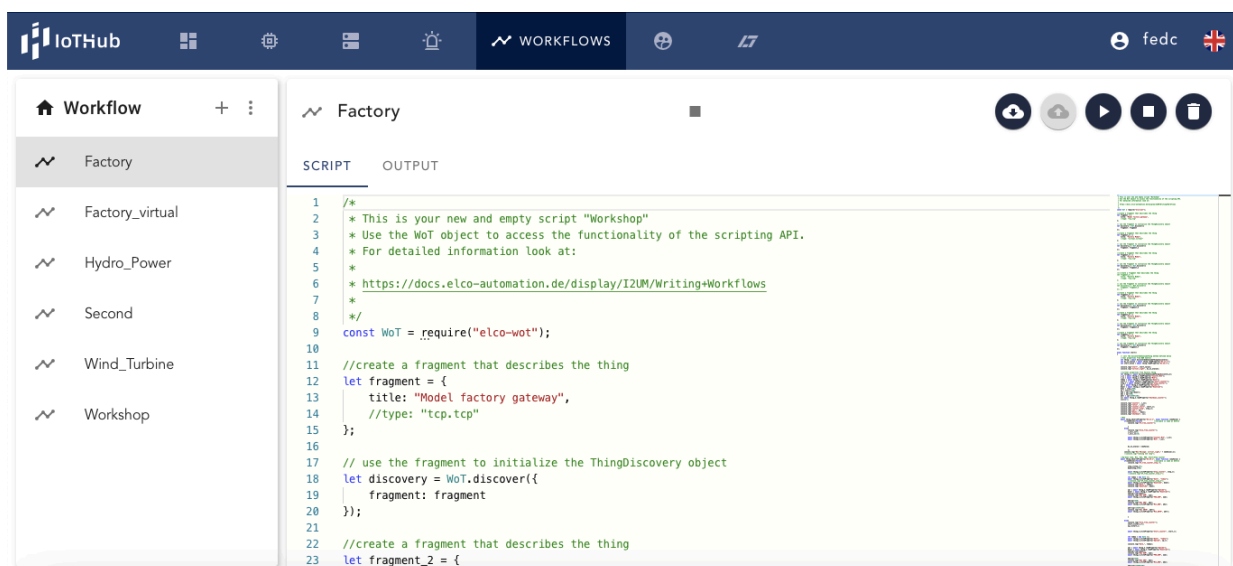 IoTHub
WORKFLOWS
fedc
Workflow
Factory
Factory_virtual
Hydro_Power
Second
Wind_Turbine
Workshop
Factory
SCRIPT OUTPUT
1 /*
2 * This is your new and empty script "Workshop"
3 * Use the WoT object to access the functionality of the scripting API.
4 * For detailed information look at:
5 *
6 * https://docs.elco-automation.de/display/I2UM/Writing+Workflows
7 *
8 */
9 const WoT = require("elco-wot");
10
11 //create a fragment that describes the thing
12 let fragment = {
13 title: "Model factory gateway",
14 //type: "tcp.tcp"
15 };
16
17 // use the fragment to initialize the ThingDiscovery object
18 let discovery = WoT.discover({
19 fragment: fragment
20 });
21
22 //create a fragment that describes the thing
23 let fragment_2 = {